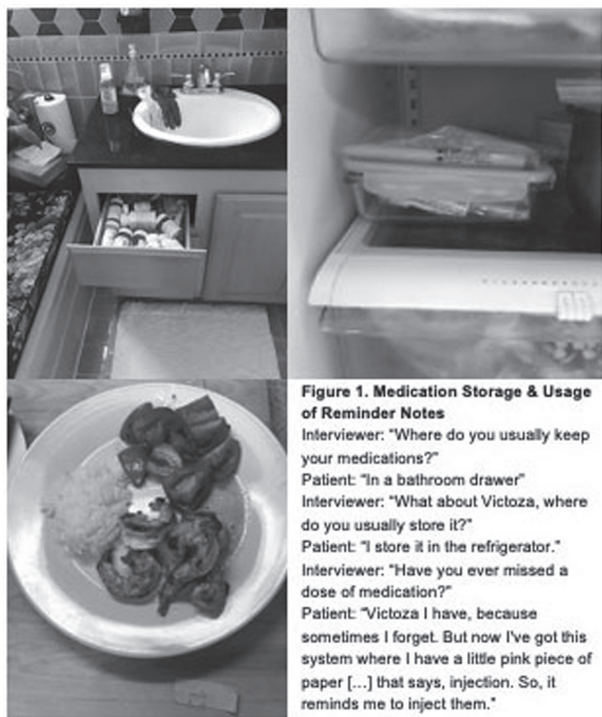 Figure 1. Medication Storage & Usage
of Reminder Notes
Interviewer: "Where do you usually keep
your medications?"
Patient: "In a bathroom drawer"
Interviewer: "What about Victoza, where
do you usually store it?"
Patient: "I store it in the refrigerator."
Interviewer: "Have you ever missed a
dose of medication?"
Patient: "Victoza I have, because
sometimes I forget. But now I've got this
system where I have a little pink piece of
paper [...] that says, injection. So, it
reminds me to inject them."